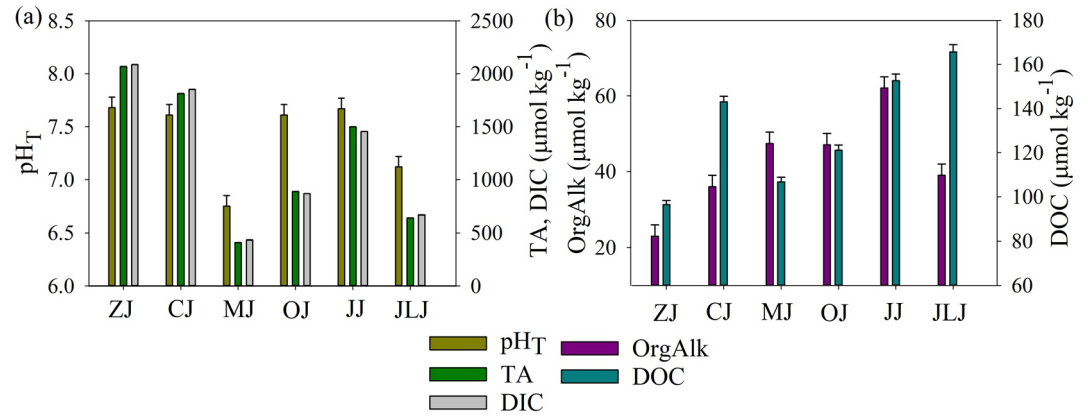 (a)
8.5
8.0
7.5
7.0
6.5
6.0
pHT
2500
2000
1500
1000
500
0
TA, DIC (μmol kg-1)
ZJ CJ MJ OJ JJ JLJ
(b)
80
60
40
20
OrgAlk (μmol kg-1)
180
160
140
120
100
80
60
DOC (μmol kg-1)
ZJ CJ MJ OJ JJ JLJ
pHT
TA
DIC
OrgAlk
DOC